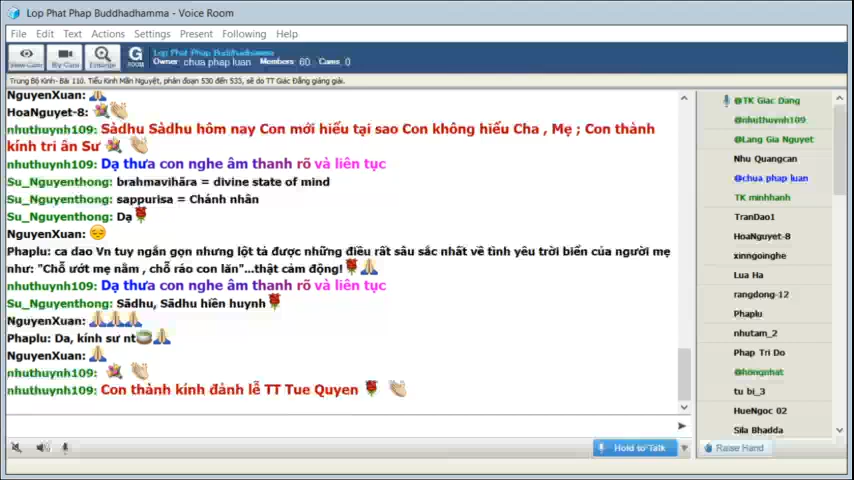 Lop Phat Phap Buddhadhamma - Voice Room
File Edit Text Actions Settings Present Following Help
View Cam My Cam Enlarge G ROOM
Lop Phat Phap Buddhadhamma
Owner: chua phap luan Members: 60 Cams: 0
Trung Bộ Kinh- Bài 110. Tiểu Kinh Mãn Nguyệt, phân đoạn 530 đến 533, sẽ do TT Giác Đẳng giảng giải.
NguyenXuan:
HoaNguyet-8:
nhuthuynh109: Sàdhu Sàdhu hôm nay Con mới hiểu tại sao Con không hiểu Cha , Mẹ ; Con thành
kính tri ân Sư
nhuthuynh109: Dạ thưa con nghe âm thanh rõ và liên tục
Su_Nguyenthong: brahmavihāra = divine state of mind
Su_Nguyenthong: sappurisa = Chánh nhân
Su_Nguyenthong: Dạ
NguyenXuan:
Phaplu: ca dao Vn tuy ngắn gọn nhưng lột tả được những điều rất sâu sắc nhất về tình yêu trời biển của người mẹ
như: "Chỗ ướt mẹ nằm , chỗ ráo con lăn"...thật cảm động!
nhuthuynh109: Dạ thưa con nghe âm thanh rõ và liên tục
Su_Nguyenthong: Sādhu, Sādhu hiền huynh
NguyenXuan:
Phaplu: Da, kính sư nt
NguyenXuan:
nhuthuynh109:
nhuthuynh109: Con thành kính đảnh lễ TT Tue Quyen
Hold to Talk
@TK Giac Dang
@nhuthuynh109
@Lang Gia Nguyet
Nhu Quangcan
@chua phap luan
TK minhhanh
TranDao1
HoaNguyet-8
xinngoinghe
Lua Ha
rangdong-12
Phaplu
nhutam_2
Phap Tri Do
@hongnhat
tu bi_3
HueNgoc 02
Sila Bhadda
Raise Hand